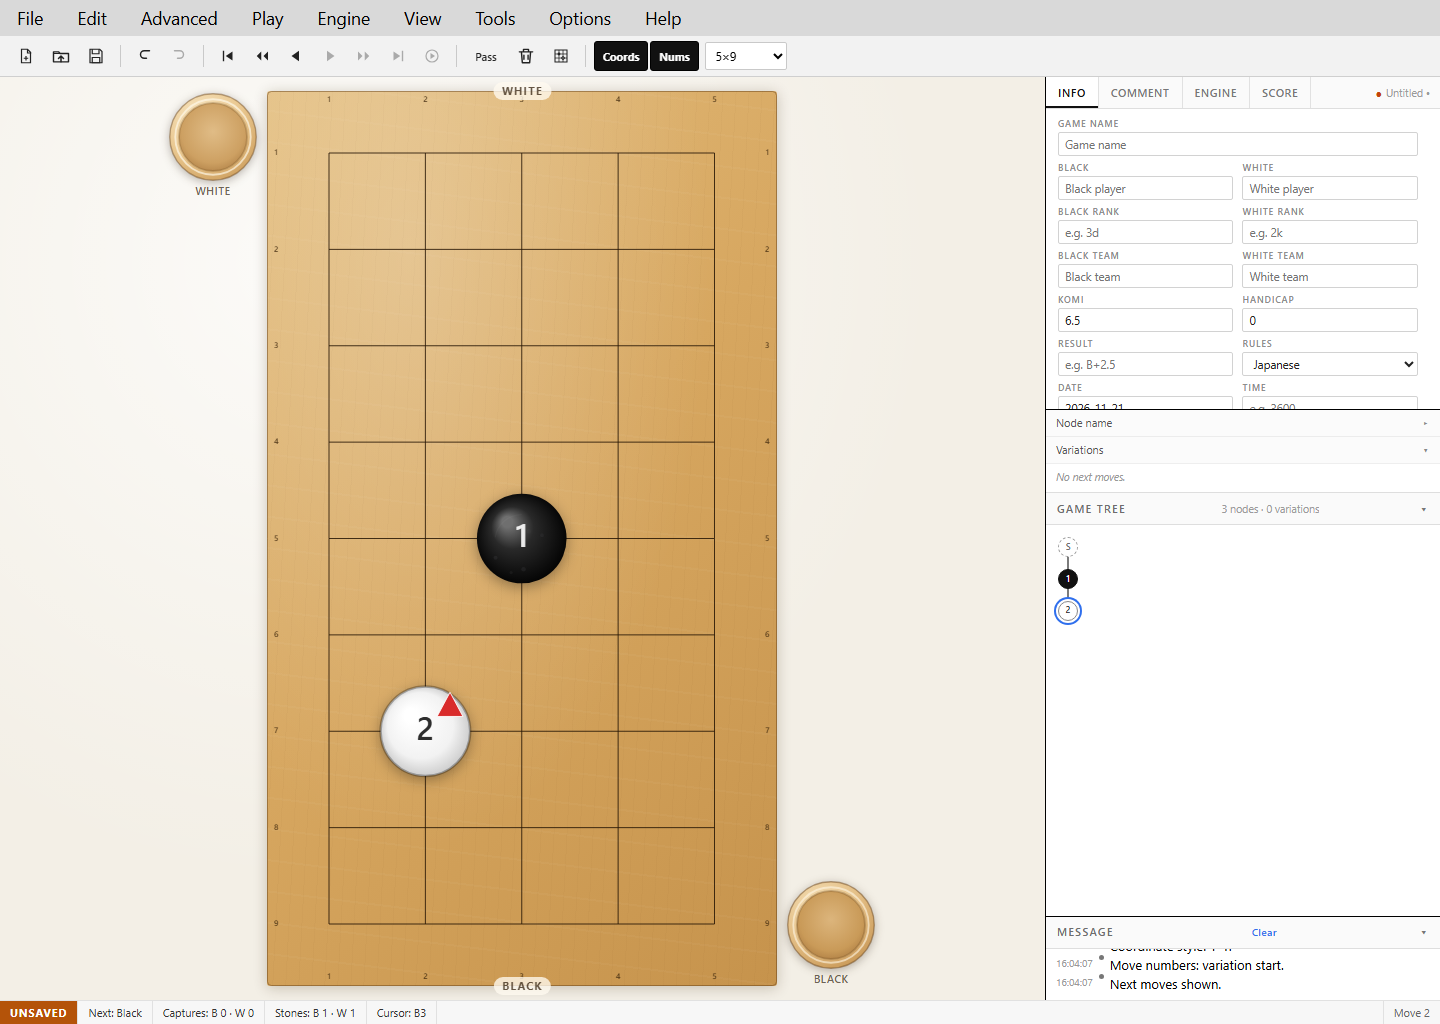 File Edit Advanced Play Engine View Tools Options Help
Pass Coords Nums 5×9
WHITE
1 2 3 4 5
WHITE
1 1
2 2
3 3
4 4
1
5 5
6 6
2
7 7
8 8
9 9
1 2 3 4 5
BLACK
BLACK
INFO COMMENT ENGINE SCORE ● Untitled •
GAME NAME
Game name
BLACK WHITE
Black player White player
BLACK RANK WHITE RANK
e.g. 3d e.g. 2k
BLACK TEAM WHITE TEAM
Black team White team
KOMI HANDICAP
6.5 0
RESULT RULES
e.g. B+2.5 Japanese
DATE TIME
2026-11-21 e.g. 3600
Node name
Variations
No next moves.
GAME TREE 3 nodes · 0 variations
S
1
2
MESSAGE Clear
16:04:07 Move numbers: variation start.
16:04:07 Next moves shown.
UNSAVED Next: Black Captures: B 0 · W 0 Stones: B 1 · W 1 Cursor: B3 Move 2